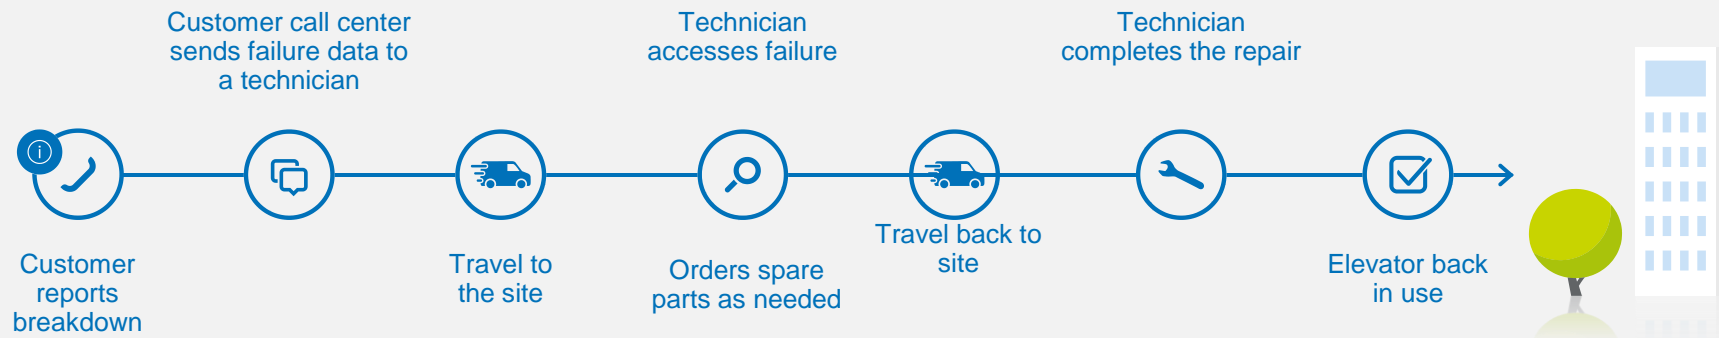 Customer call center
sends failure data to
a technician
Technician
accesses failure
Technician
completes the repair
i
Customer
reports
breakdown
Travel to
the site
Orders spare
parts as needed
Travel back to
site
Elevator back
in use